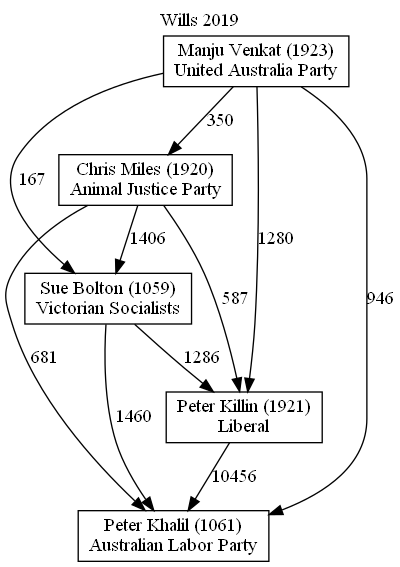 Wills 2019
Manju Venkat (1923)
United Australia Party
350
Chris Miles (1920)
Animal Justice Party
167
1406
1280
Sue Bolton (1059)
Victorian Socialists
587
946
681
1286
Peter Killin (1921)
Liberal
1460
10456
Peter Khalil (1061)
Australian Labor Party